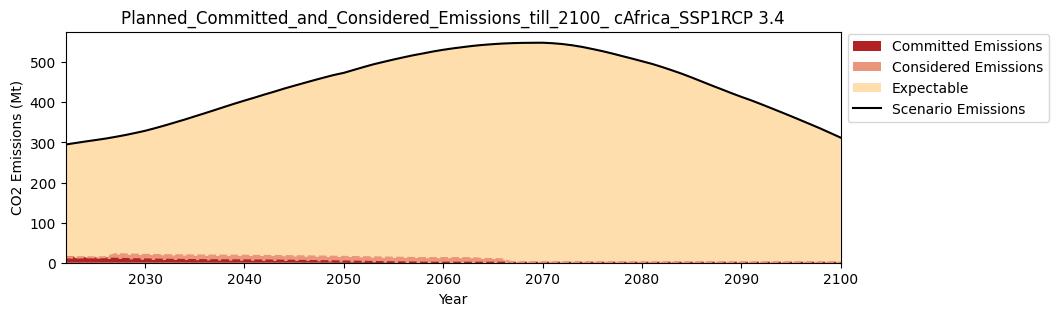 Planned_Committed_and_Considered_Emissions_till_2100_ cAfrica_SSP1RCP 3.4
Committed Emissions
Considered Emissions
Expectable
Scenario Emissions
CO2 Emissions (Mt)
500
400
300
200
100
0
2030 2040 2050 2060 2070 2080 2090 2100
Year